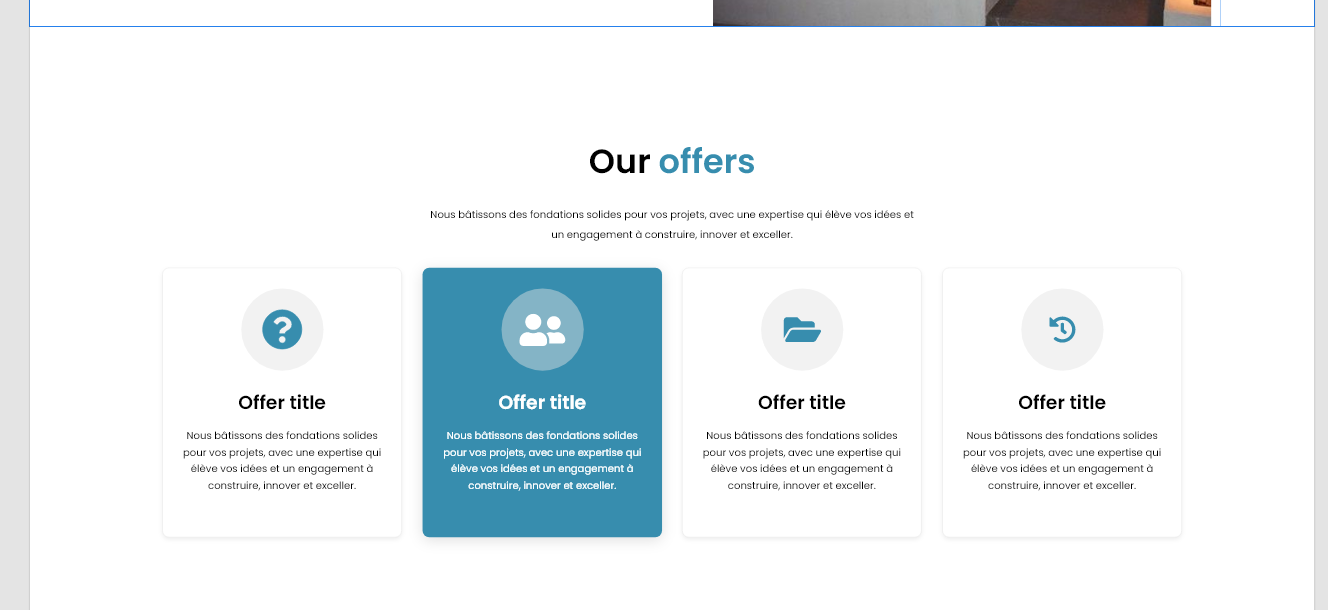 Our offers
Nous bâtissons des fondations solides pour vos projets, avec une expertise qui élève vos idées et
un engagement à construire, innover et exceller.
Offer title
Nous bâtissons des fondations solides
pour vos projets, avec une expertise qui
élève vos idées et un engagement à
construire, innover et exceller.
Offer title
Nous bâtissons des fondations solides
pour vos projets, avec une expertise qui
élève vos idées et un engagement à
construire, innover et exceller.
Offer title
Nous bâtissons des fondations solides
pour vos projets, avec une expertise qui
élève vos idées et un engagement à
construire, innover et exceller.
Offer title
Nous bâtissons des fondations solides
pour vos projets, avec une expertise qui
élève vos idées et un engagement à
construire, innover et exceller.